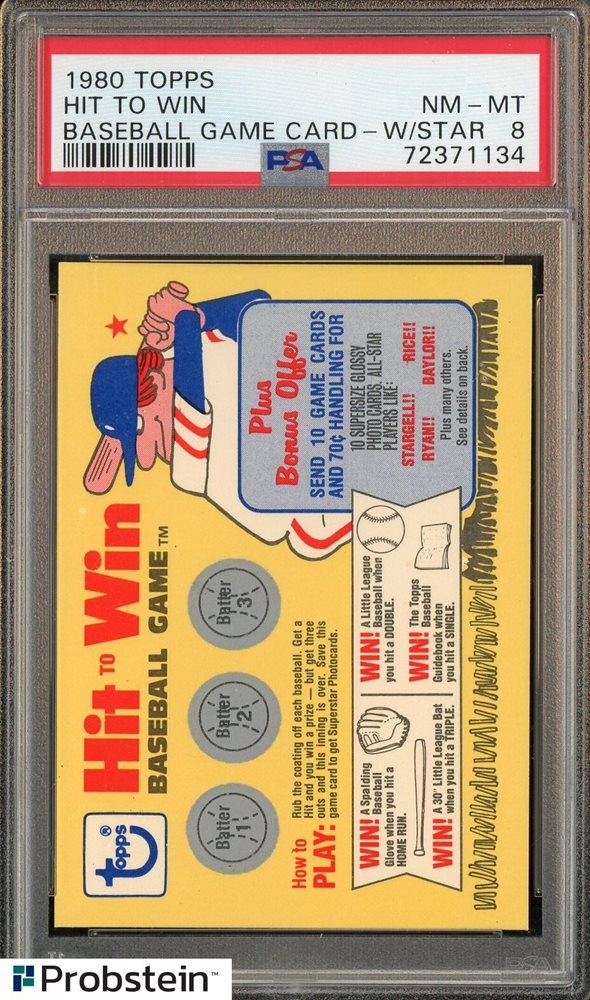 1980 TOPPS
HIT TO WIN NM - MT
BASEBALL GAME CARD - W/STAR 8
72371134
PSA
topps®
Hit TO Win
BASEBALL GAME™
Batter 1
Batter 2
Batter 3
How to PLAY:
Rub the coating off each baseball. Get a
Hit and you win a prize — but get three
outs and this inning is over. Save this
game card to get Superstar Photocards.
WIN! A Spalding
Baseball
Glove when you hit a
HOME RUN.
WIN! A Little League
Baseball when
you hit a DOUBLE.
WIN! A 30" Little League Bat
when you hit a TRIPLE.
WIN! The Topps
Baseball
Guidebook when
you hit a SINGLE.
Plus
Bonus Offer
SEND 10 GAME CARDS
AND 70¢ HANDLING FOR
10 SUPERSIZE GLOSSY
PHOTO CARDS, ALL-STAR
PLAYERS LIKE:
STARGELL!! RICE!!
RYAN!! BAYLOR!!
Plus many others.
See details on back.
PSA
Probstein™